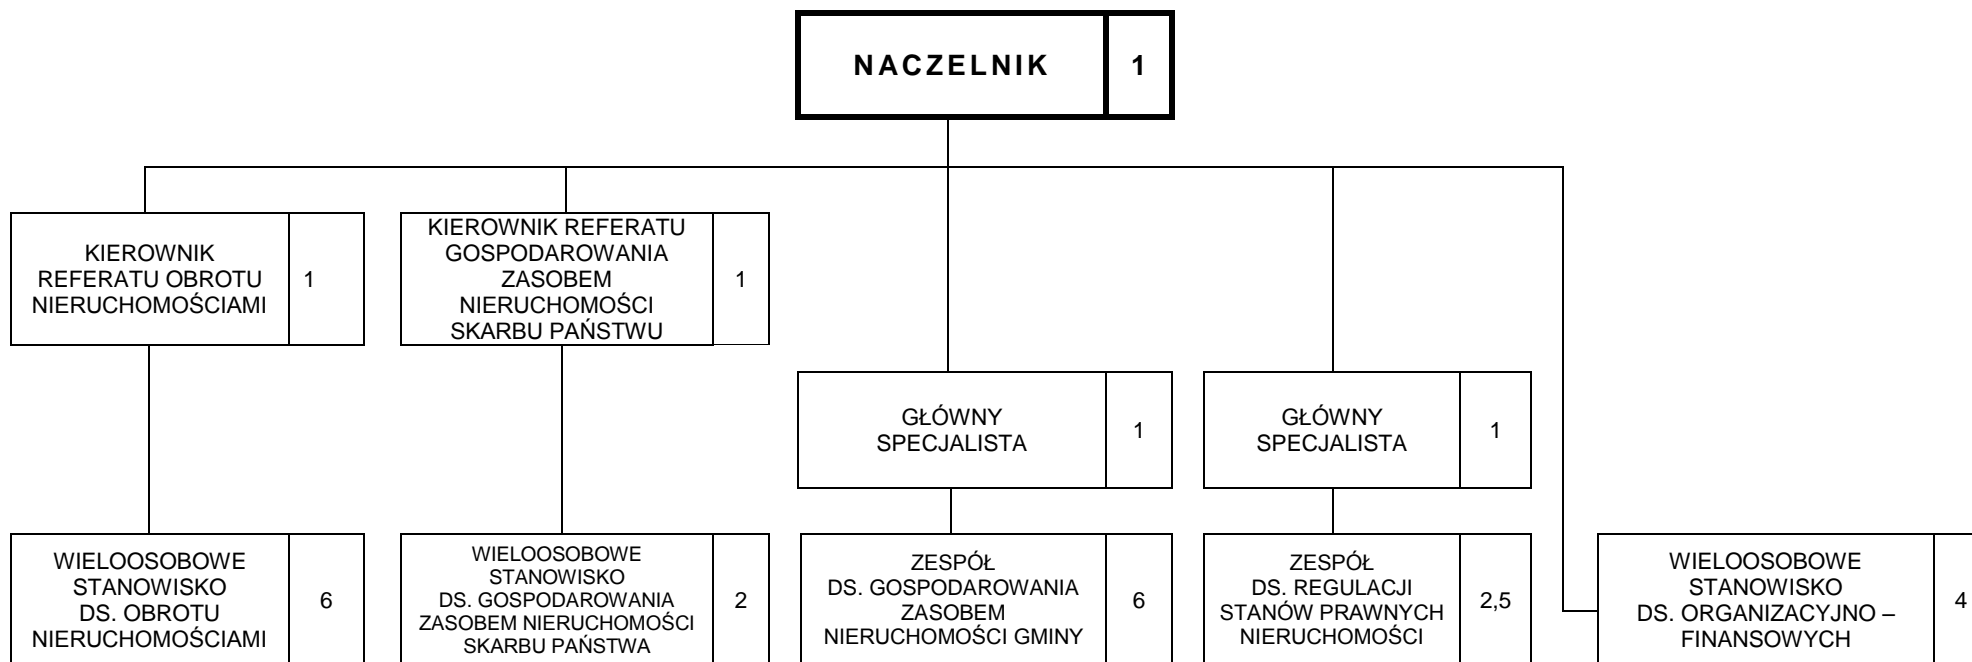 NACZELNIK 1
KIEROWNIK
REFERATU OBROTU
NIERUCHOMOŚCIAMI
1
KIEROWNIK REFERATU
GOSPODAROWANIA
ZASOBEM
NIERUCHOMOŚCI
SKARBU PAŃSTWU
1
GŁÓWNY
SPECJALISTA
1
GŁÓWNY
SPECJALISTA
1
WIELOOSOBOWE
STANOWISKO
DS. OBROTU
NIERUCHOMOŚCIAMI
6
WIELOOSOBOWE
STANOWISKO
DS. GOSPODAROWANIA
ZASOBEM NIERUCHOMOŚCI
SKARBU PAŃSTWA
2
ZESPÓŁ
DS. GOSPODAROWANIA
ZASOBEM
NIERUCHOMOŚCI GMINY
6
ZESPÓŁ
DS. REGULACJI
STANÓW PRAWNYCH
NIERUCHOMOŚCI
2,5
WIELOOSOBOWE
STANOWISKO
DS. ORGANIZACYJNO –
FINANSOWYCH
4